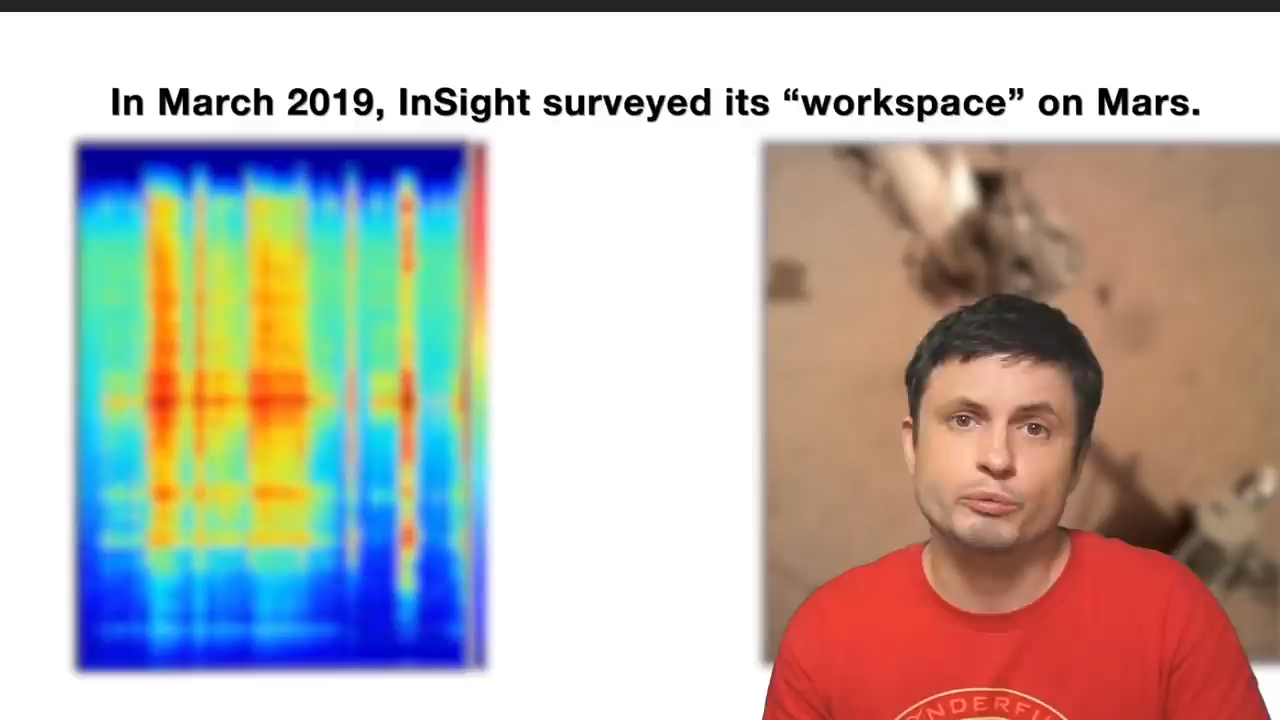 In March 2019, InSight surveyed its “workspace” on Mars.